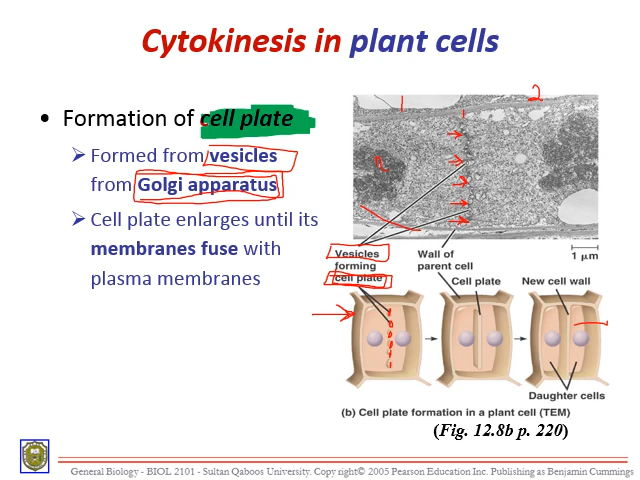 Cytokinesis in plant cells
• Formation of cell plate
➢ Formed from vesicles
from Golgi apparatus
➢ Cell plate enlarges until its
membranes fuse with
plasma membranes
1
2
Vesicles
forming
cell plate
Wall of
parent cell
1 µm
Cell plate
New cell wall
Daughter cells
(b) Cell plate formation in a plant cell (TEM)
(Fig. 12.8b p. 220)
General Biology - BIOL 2101 - Sultan Qaboos University. Copyright© 2005 Pearson Education Inc. Publishing as Benjamin Cummings